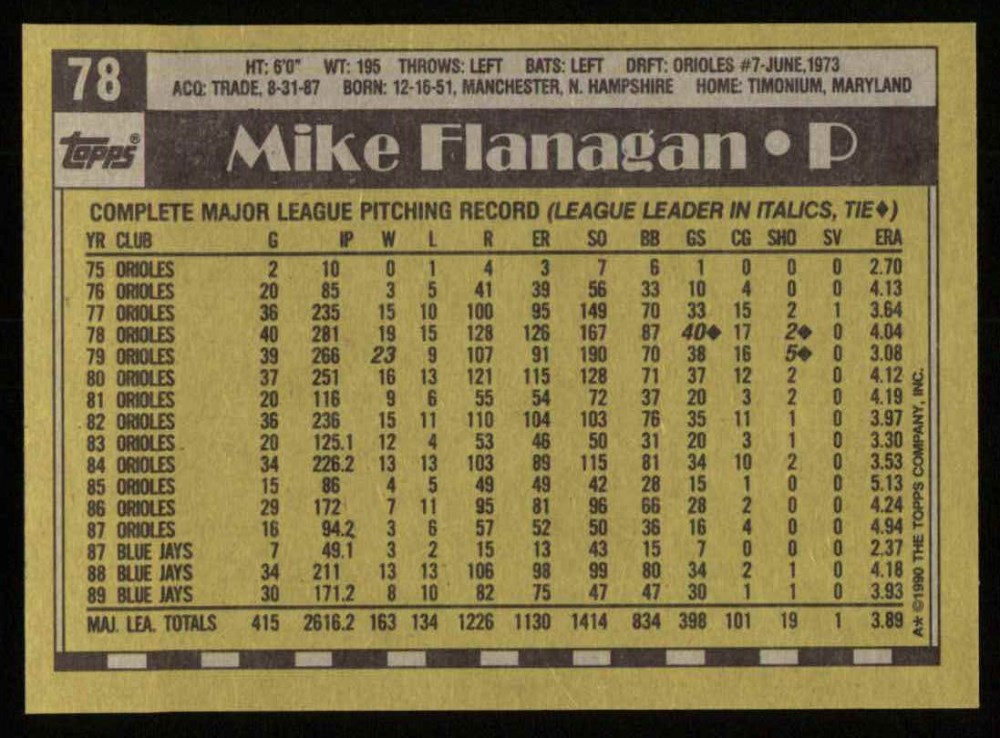 78
HT: 6'0" WT: 195 THROWS: LEFT BATS: LEFT DRFT: ORIOLES #7-JUNE,1973
ACQ: TRADE, 8-31-87 BORN: 12-16-51, MANCHESTER, N. HAMPSHIRE HOME: TIMONIUM, MARYLAND
Topps®
Mike Flanagan • P
COMPLETE MAJOR LEAGUE PITCHING RECORD (LEAGUE LEADER IN ITALICS, TIE♦)
YR CLUB G IP W L R ER SO BB GS CG SHO SV ERA
75 ORIOLES 2 10 0 1 4 3 7 6 1 0 0 0 2.70
76 ORIOLES 20 85 3 5 41 39 56 33 10 4 0 0 4.13
77 ORIOLES 36 235 15 10 100 95 149 70 33 15 2 1 3.64
78 ORIOLES 40 281 19 15 128 126 167 87 40♦ 17 2♦ 0 4.04
79 ORIOLES 39 266 23 9 107 91 190 70 38 16 5♦ 0 3.08
80 ORIOLES 37 251 16 13 121 115 128 71 37 12 2 0 4.12
81 ORIOLES 20 116 9 6 55 54 72 37 20 3 2 0 4.19
82 ORIOLES 36 236 15 11 110 104 103 76 35 11 1 0 3.97
83 ORIOLES 20 125.1 12 4 53 46 50 31 20 3 1 0 3.30
84 ORIOLES 34 226.2 13 13 103 89 115 81 34 10 2 0 3.53
85 ORIOLES 15 86 4 5 49 49 42 28 15 1 0 0 5.13
86 ORIOLES 29 172 7 11 95 81 96 66 28 2 0 0 4.24
87 ORIOLES 16 94.2 3 6 57 52 50 36 16 4 0 0 4.94
87 BLUE JAYS 7 49.1 3 2 15 13 43 15 7 0 0 0 2.37
88 BLUE JAYS 34 211 13 13 106 98 99 80 34 2 1 0 4.18
89 BLUE JAYS 30 171.2 8 10 82 75 47 47 30 1 1 0 3.93
MAJ. LEA. TOTALS 415 2616.2 163 134 1226 1130 1414 834 398 101 19 1 3.89
A* ©1990 THE TOPPS COMPANY, INC.